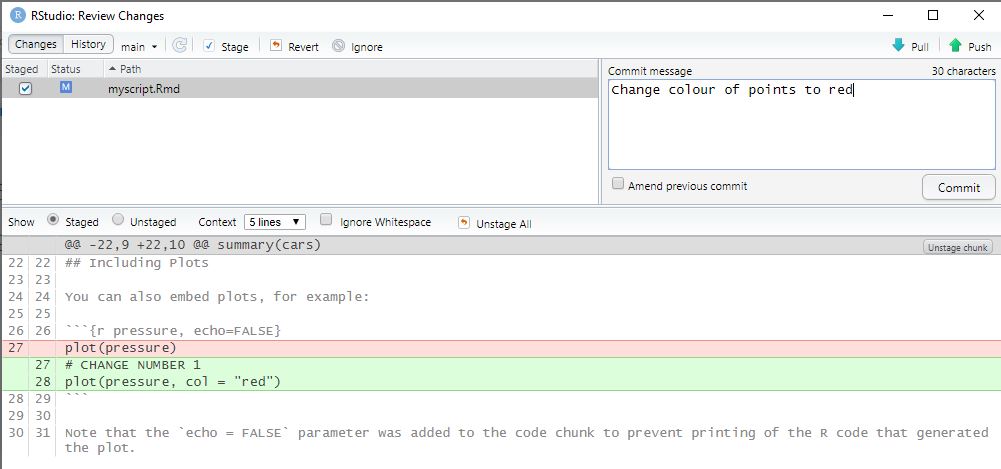 RStudio: Review Changes
Changes History main Stage Revert Ignore Pull Push
Staged Status Path
M myscript.Rmd
Commit message 30 characters
Change colour of points to red
Amend previous commit Commit
Show Staged Unstaged Context 5 lines Ignore Whitespace Unstage All
@@ -22,9 +22,10 @@ summary(cars) Unstage chunk
22 22 ## Including Plots
23 23
24 24 You can also embed plots, for example:
25 25
26 26 ```{r pressure, echo=FALSE}
27 plot(pressure)
27 # CHANGE NUMBER 1
28 plot(pressure, col = "red")
28 29 ```
29 30
30 31 Note that the `echo = FALSE` parameter was added to the code chunk to prevent printing of the R code that generated
the plot.